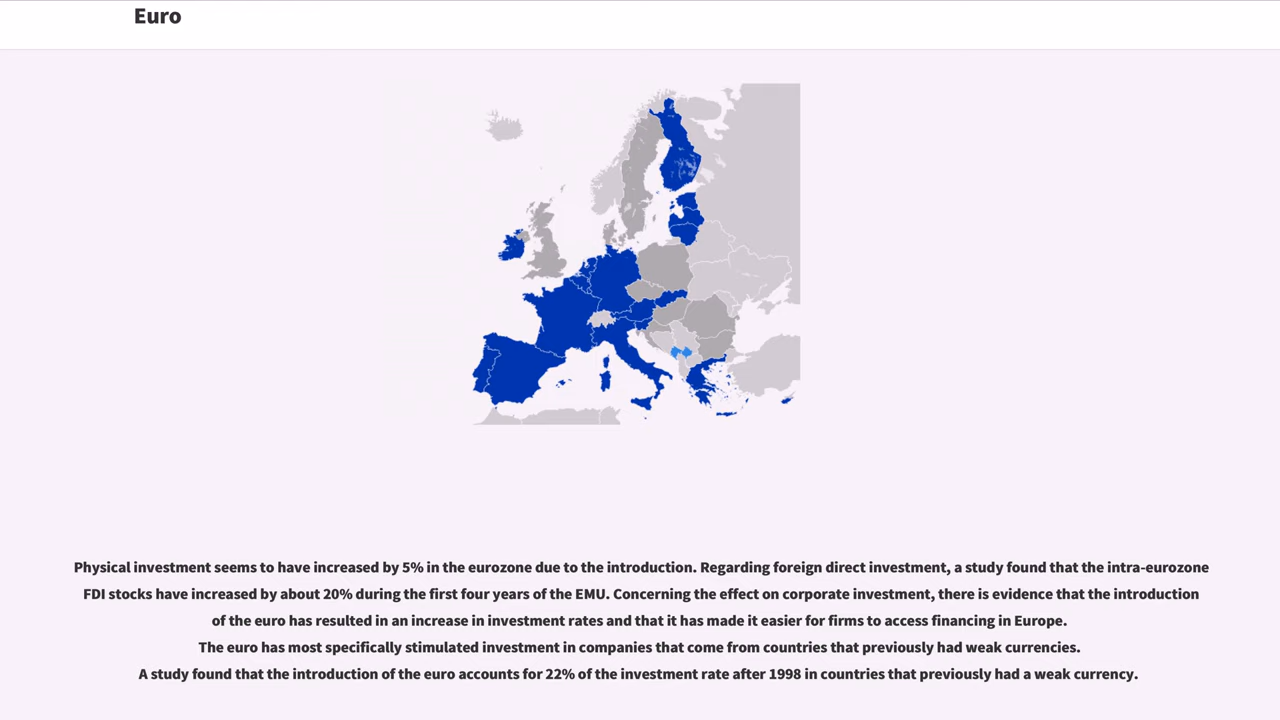 Euro
Physical investment seems to have increased by 5% in the eurozone due to the introduction. Regarding foreign direct investment, a study found that the intra-eurozone
FDI stocks have increased by about 20% during the first four years of the EMU. Concerning the effect on corporate investment, there is evidence that the introduction
of the euro has resulted in an increase in investment rates and that it has made it easier for firms to access financing in Europe.
The euro has most specifically stimulated investment in companies that come from countries that previously had weak currencies.
A study found that the introduction of the euro accounts for 22% of the investment rate after 1998 in countries that previously had a weak currency.